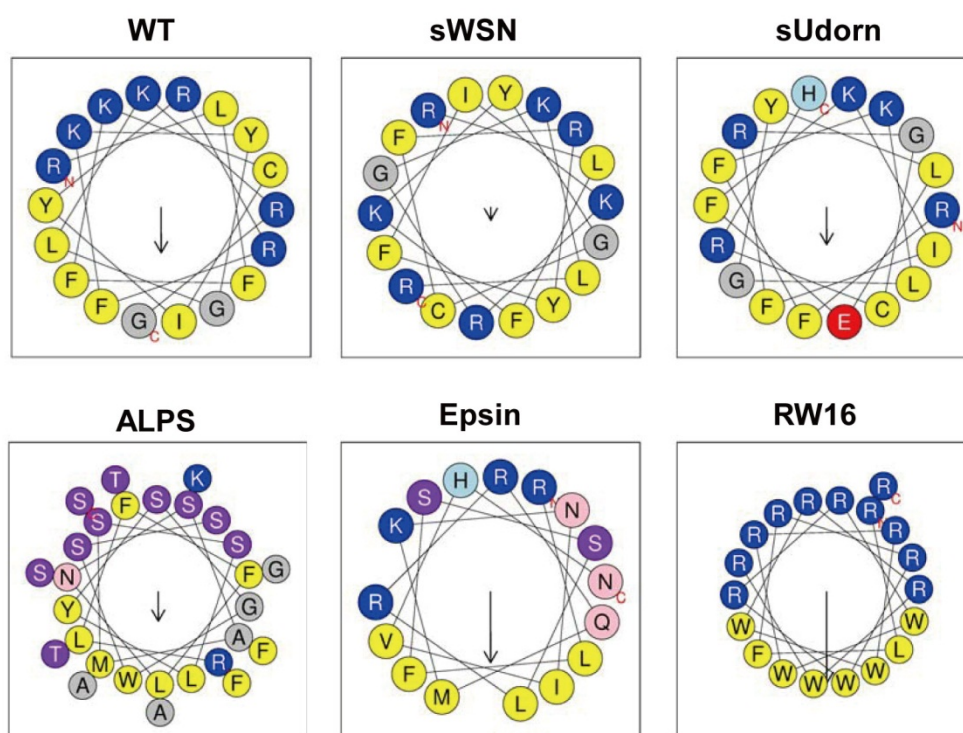 WT
K R L Y C R R F G I G C F F L Y R N K K
sWSN
I Y K R L K G L Y F R C R C F K G F R N
sUdorn
H C K K G L R N I L C E F F G R F F R Y
ALPS
T K S F S S S S S S S S N F G Y G L A T M W L L R F F A A
Epsin
H R R N N S N C Q L I L M F V R K S
RW16
R R R C R N R R R W L W W W W F W R R R R